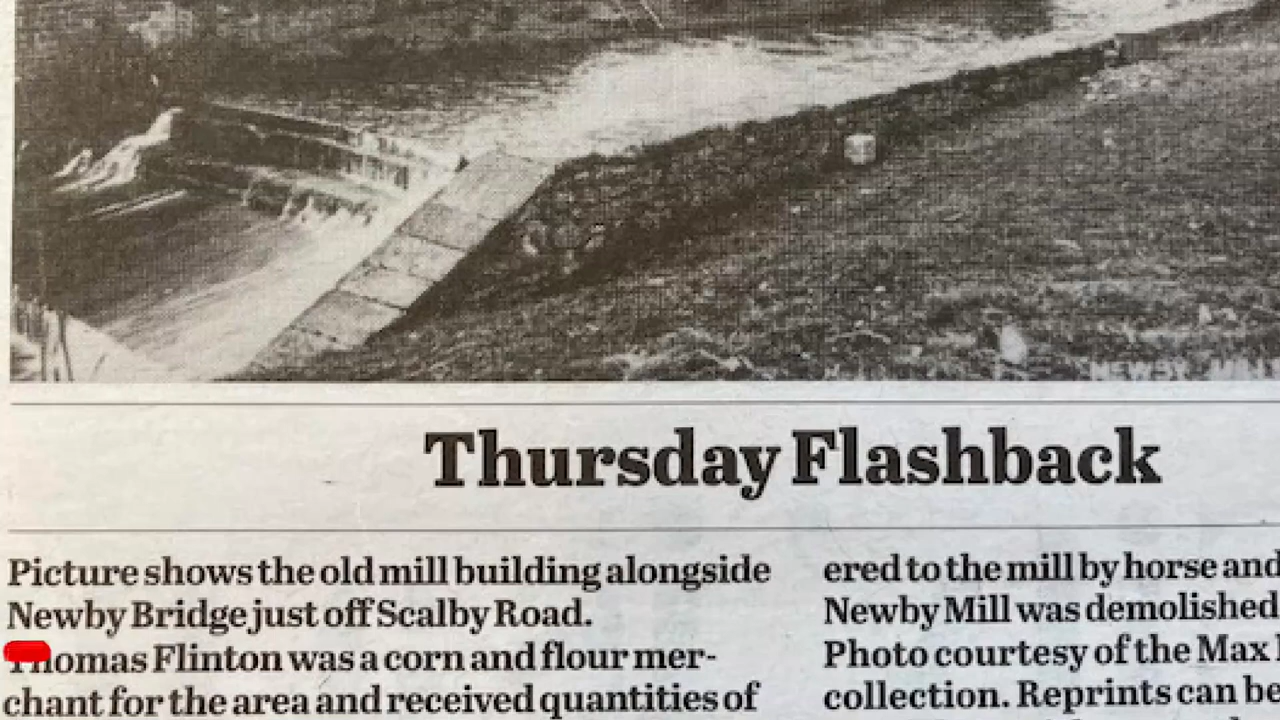 NEWBY MILL
Thursday Flashback
Picture shows the old mill building alongside
Newby Bridge just off Scalby Road.
Thomas Flinton was a corn and flour mer-
chant for the area and received quantities of
ered to the mill by horse and
Newby Mill was demolished
Photo courtesy of the Max
collection. Reprints can be